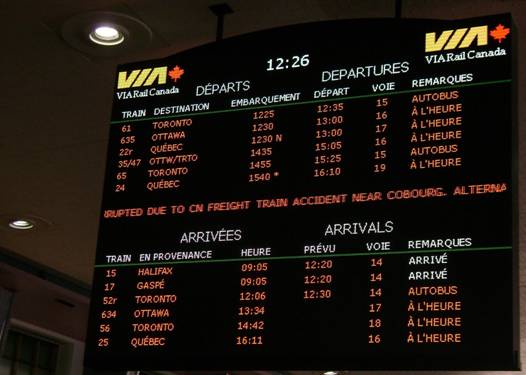 VIA VIA
VIA Rail Canada 12:26 VIA Rail Canada
DÉPARTS DEPARTURES
TRAIN DESTINATION EMBARQUEMENT DÉPART VOIE REMARQUES
61 TORONTO 1225 12:35 15 AUTOBUS
635 OTTAWA 1230 13:00 16 À L'HEURE
22r QUÉBEC 1230 N 13:00 17 À L'HEURE
35/47 OTTW/TRTO 1435 15:05 16 À L'HEURE
65 TORONTO 1455 15:25 15 AUTOBUS
24 QUÉBEC 1540 * 16:10 19 À L'HEURE
RUPTED DUE TO CN FREIGHT TRAIN ACCIDENT NEAR COBOURG. ALTERNA
ARRIVÉES ARRIVALS
TRAIN EN PROVENANCE HEURE PRÉVU VOIE REMARQUES
15 HALIFAX 09:05 12:20 14 ARRIVÉ
17 GASPÉ 09:05 12:20 14 ARRIVÉ
52r TORONTO 12:06 12:30 14 AUTOBUS
634 OTTAWA 13:34 17 À L'HEURE
56 TORONTO 14:42 18 À L'HEURE
25 QUÉBEC 16:11 16 À L'HEURE